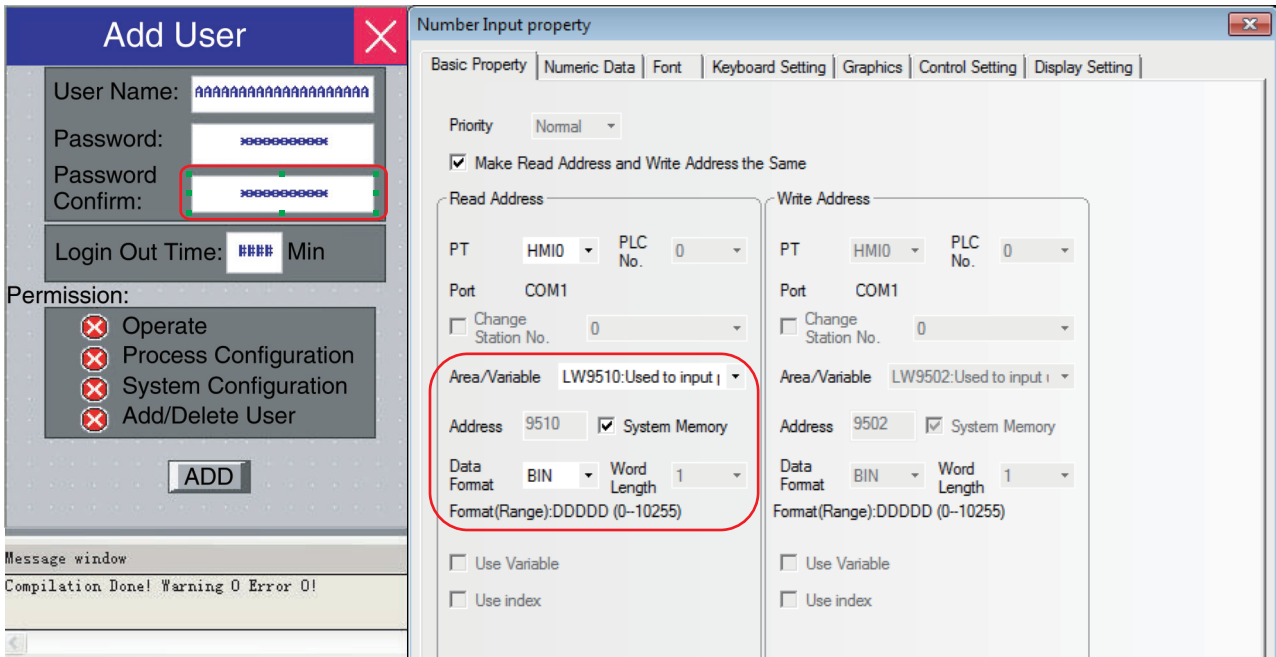 Add User
User Name: AAAAAAAAAAAAAAAAAAAA
Password: **********
Password
Confirm: **********
Login Out Time: #### Min
Permission:
Operate
Process Configuration
System Configuration
Add/Delete User
ADD
Message window
Compilation Done! Warning 0 Error 0!
Number Input property
Basic Property Numeric Data Font Keyboard Setting Graphics Control Setting Display Setting
Priority Normal
Make Read Address and Write Address the Same
Read Address
PT HMI0 PLC No. 0
Port COM1
Change Station No. 0
Area/Variable LW9510:Used to input p
Address 9510 System Memory
Data Format BIN Word Length 1
Format(Range):DDDDD (0--10255)
Use Variable
Use index
Write Address
PT HMI0 PLC No. 0
Port COM1
Change Station No. 0
Area/Variable LW9502:Used to input u
Address 9502 System Memory
Data Format BIN Word Length 1
Format(Range):DDDDD (0--10255)
Use Variable
Use index